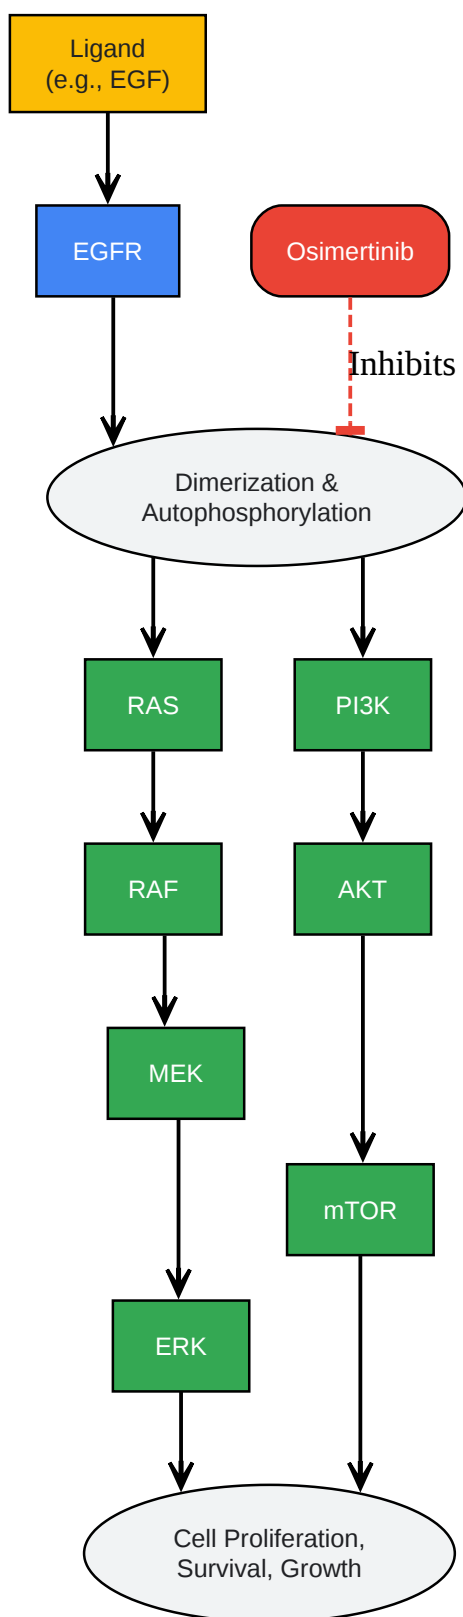 Ligand
(e.g., EGF)
EGFR
Osimertinib
Inhibits
Dimerization &
Autophosphorylation
RAS
PI3K
RAF
AKT
MEK
mTOR
ERK
Cell Proliferation,
Survival, Growth